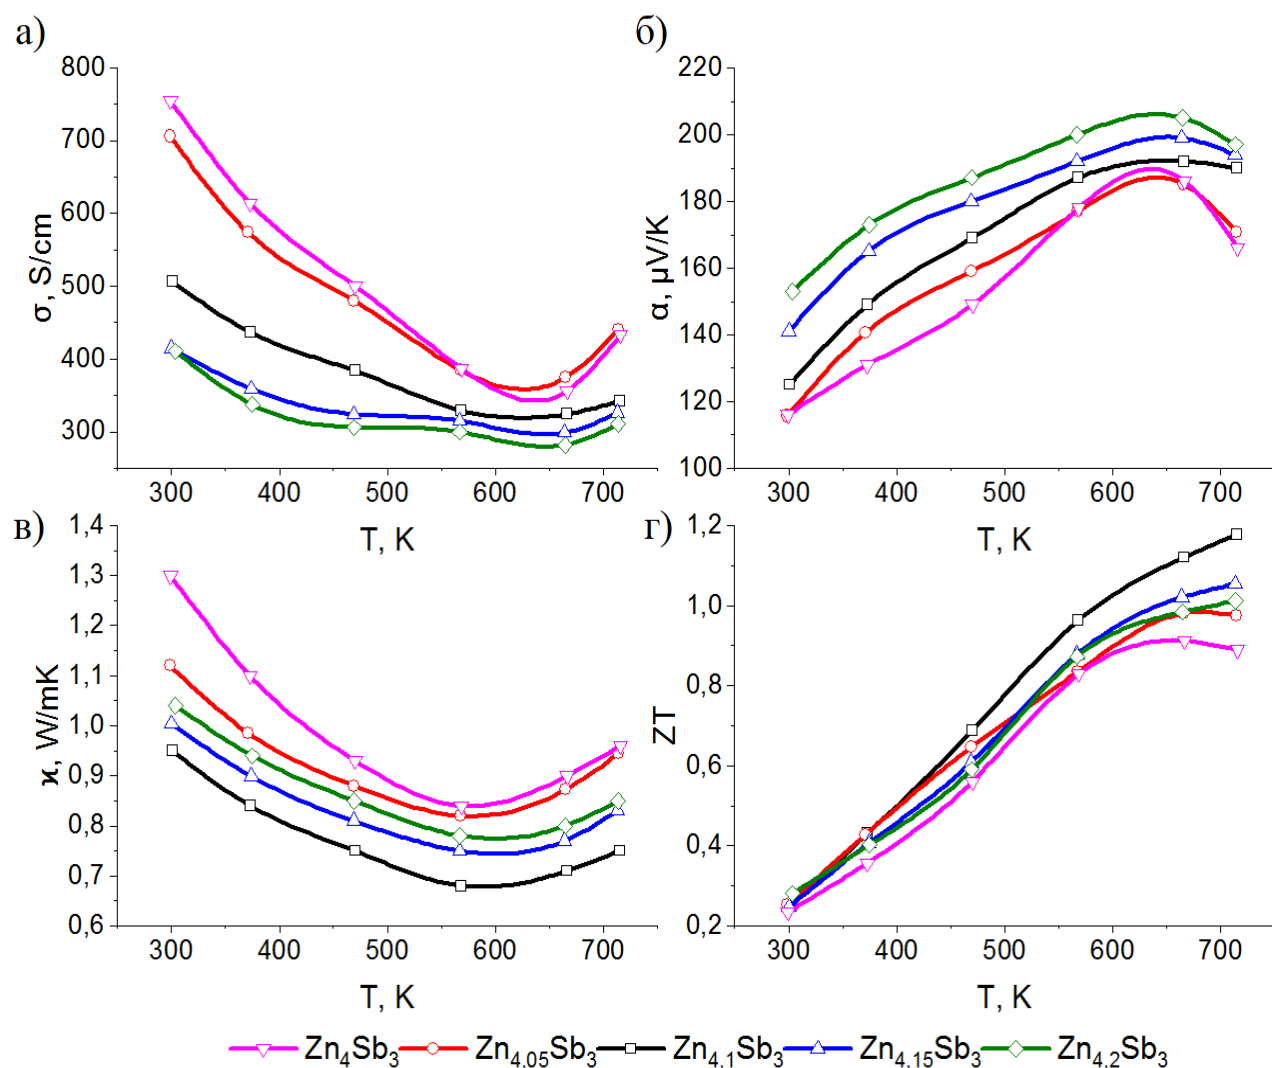 а)
σ, S/cm
800
700
600
500
400
300
300 400 500 600 700
T, K
б)
α, μV/K
220
200
180
160
140
120
100
300 400 500 600 700
T, K
в)
ϰ, W/mK
1,4
1,3
1,2
1,1
1,0
0,9
0,8
0,7
0,6
300 400 500 600 700
T, K
г)
ZT
1,2
1,0
0,8
0,6
0,4
0,2
300 400 500 600 700
T, K
Zn₄Sb₃ Zn₄.₀₅Sb₃ Zn₄.₁Sb₃ Zn₄.₁₅Sb₃ Zn₄.₂Sb₃